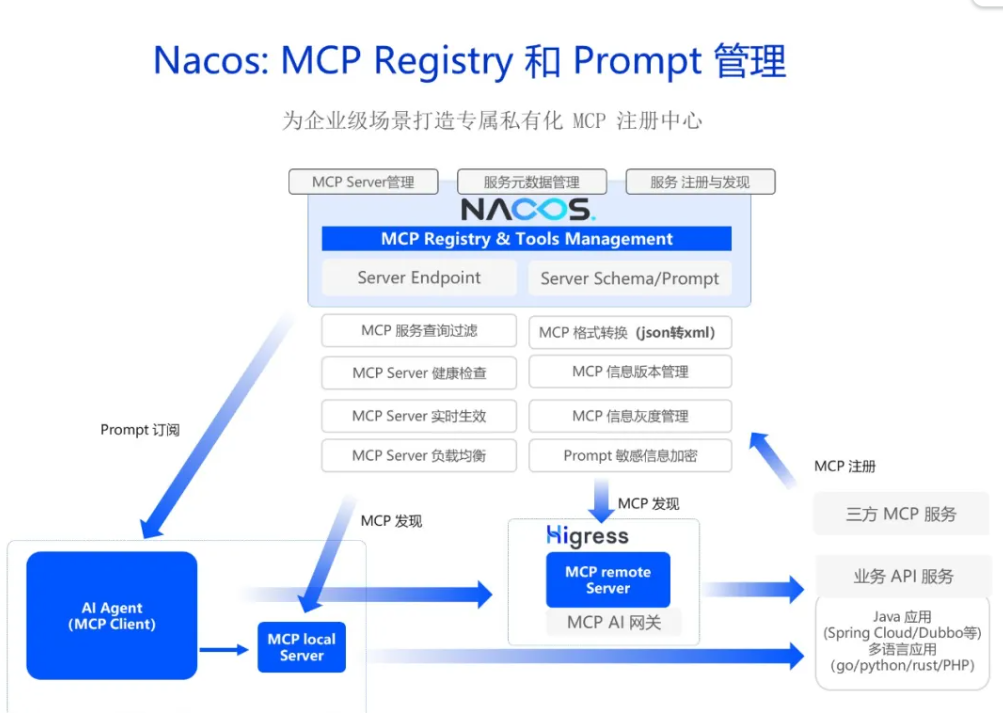 Nacos: MCP Registry 和 Prompt 管理
为企业级场景打造专属私有化 MCP 注册中心
MCP Server管理
服务元数据管理
服务 注册与发现
NACOS.
MCP Registry & Tools Management
Server Endpoint
Server Schema/Prompt
MCP 服务查询过滤
MCP 格式转换（json转xml）
MCP Server 健康检查
MCP 信息版本管理
MCP Server 实时生效
MCP 信息灰度管理
MCP Server 负载均衡
Prompt 敏感信息加密
Prompt 订阅
MCP 注册
MCP 发现
MCP 发现
三方 MCP 服务
Higress
MCP remote
Server
MCP AI 网关
业务 API 服务
AI Agent
(MCP Client)
MCP local
Server
Java 应用
(Spring Cloud/Dubbo等)
多语言应用
(go/python/rust/PHP)